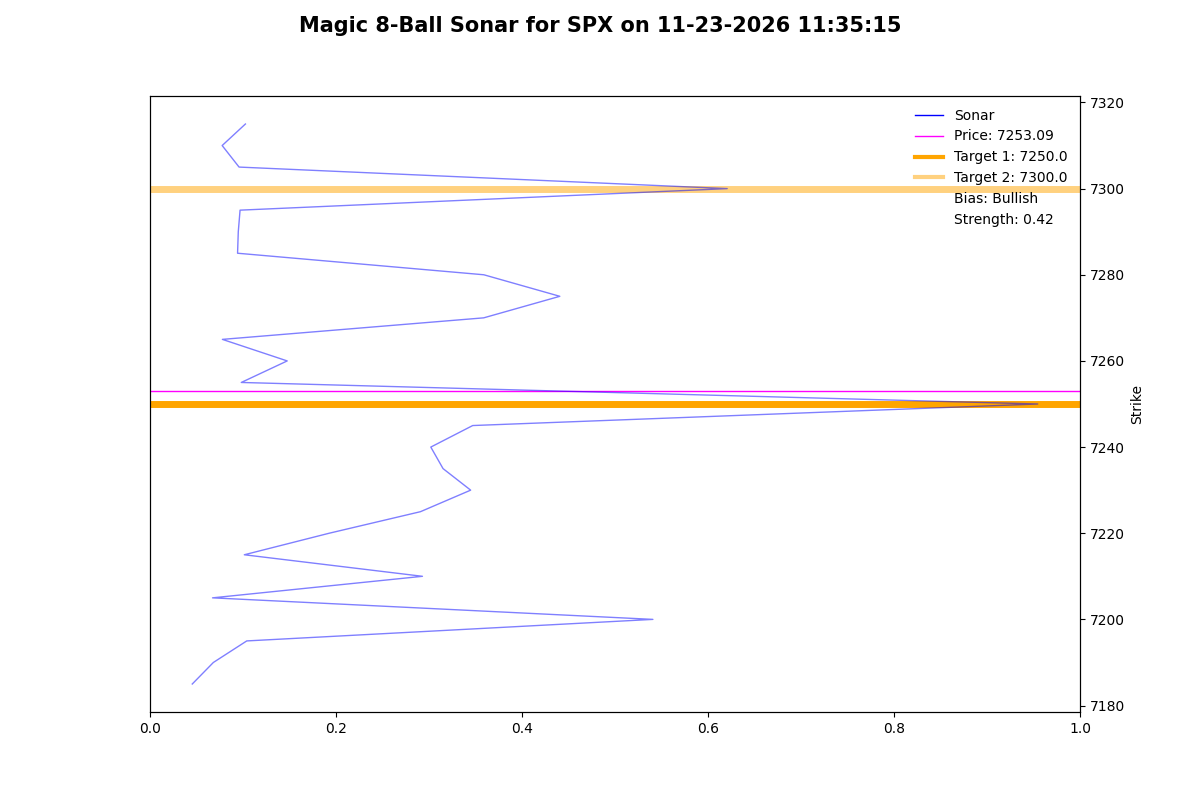 Magic 8-Ball Sonar for SPX on 11-23-2026 11:35:15
Sonar
Price: 7253.09
Target 1: 7250.0
Target 2: 7300.0
Bias: Bullish
Strength: 0.42
7320
7300
7280
7260
7240
7220
7200
7180
Strike
0.0 0.2 0.4 0.6 0.8 1.0